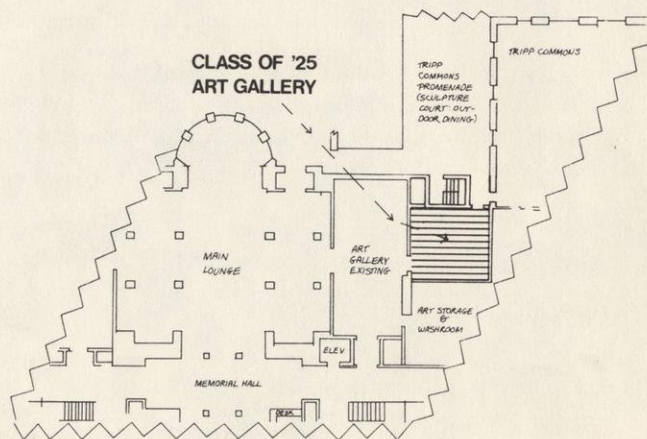 CLASS OF '25
ART GALLERY
TRIPP
COMMONS
PROMENADE
(SCULPTURE
COURT: OUT-
DOOR, DINING)
TRIPP COMMONS
MAIN
LOUNGE
ART
GALLERY
EXISTING
ART STORAGE
&
WASHROOM
ELEV
MEMORIAL HALL
DESK